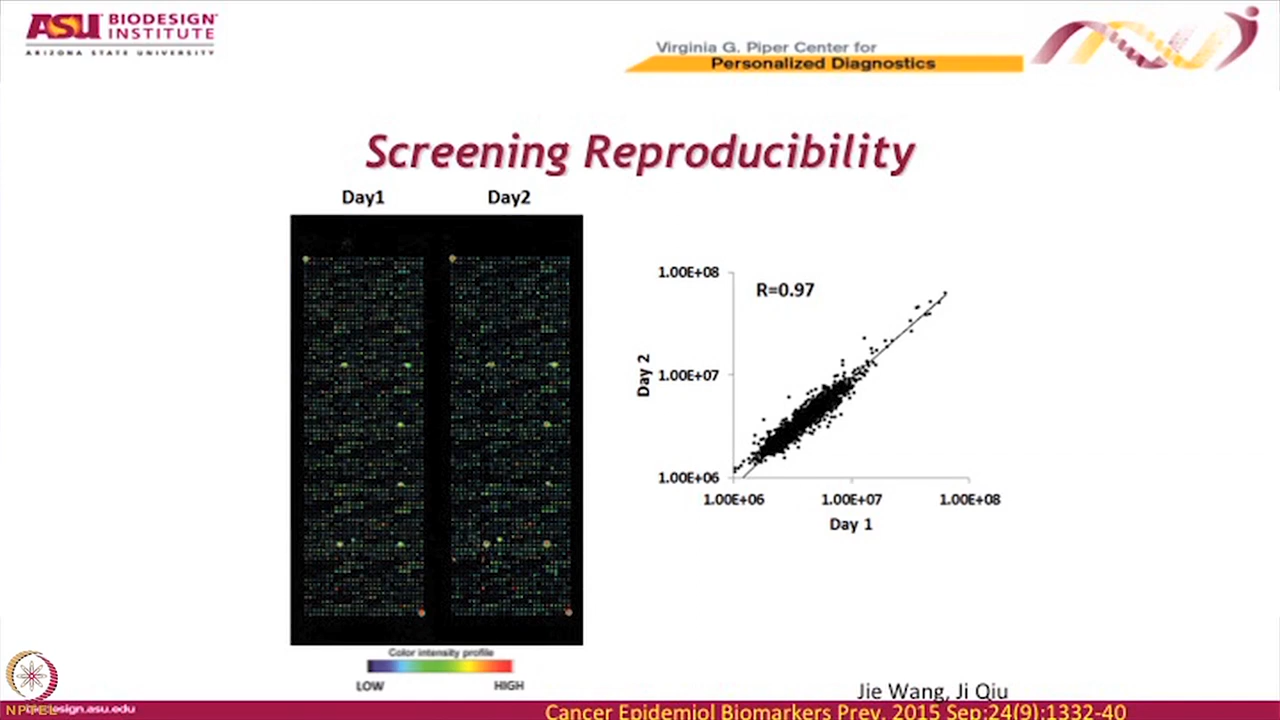 ASU BIODESIGN INSTITUTE
ARIZONA STATE UNIVERSITY
Virginia G. Piper Center for
Personalized Diagnostics
Screening Reproducibility
Day1 Day2
1.00E+08
R=0.97
Day 2
1.00E+07
1.00E+06
1.00E+06 1.00E+07 1.00E+08
Day 1
Color intensity profile
LOW HIGH
Jie Wang, Ji Qiu
NPTEL
design.asu.edu
Cancer Epidemiol Biomarkers Prev. 2015 Sep;24(9):1332-40